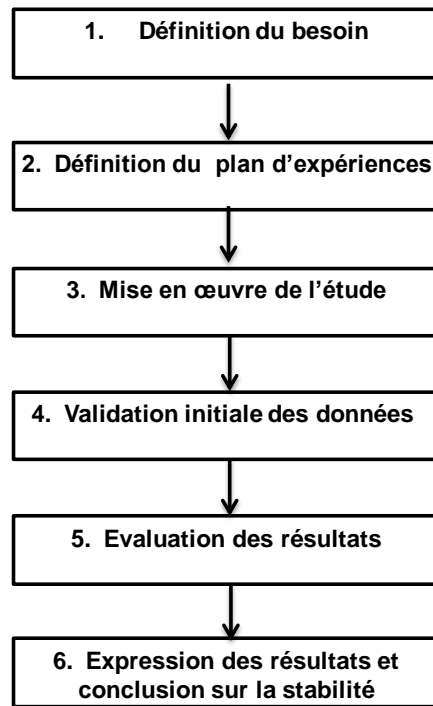 1. Définition du besoin
2. Définition du plan d’expériences
3. Mise en œuvre de l’étude
4. Validation initiale des données
5. Evaluation des résultats
6. Expression des résultats et
conclusion sur la stabilité